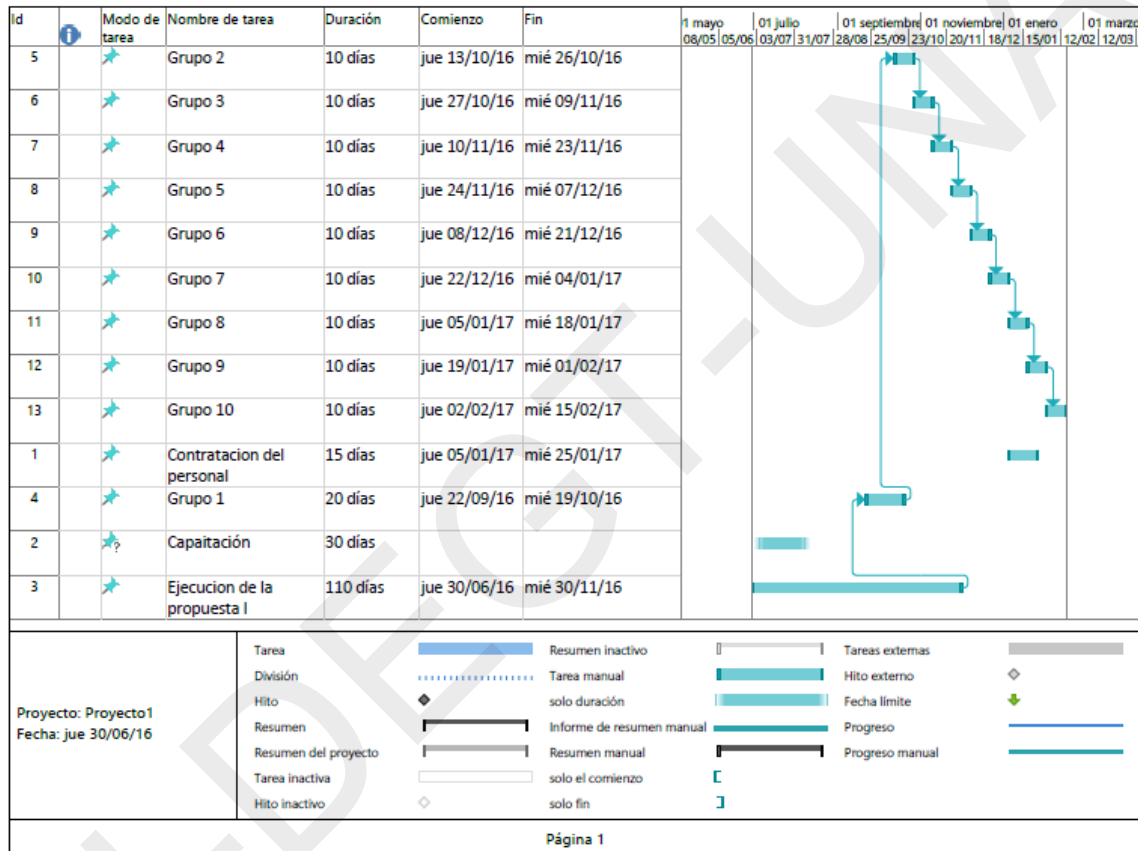 Id Modo de tarea Nombre de tarea Duración Comienzo Fin
1 mayo 01 julio 01 septiembre 01 noviembre 01 enero 01 marzo
08/05 05/06 03/07 31/07 28/08 25/09 23/10 20/11 18/12 15/01 12/02 12/03
5 Grupo 2 10 días jue 13/10/16 mié 26/10/16
6 Grupo 3 10 días jue 27/10/16 mié 09/11/16
7 Grupo 4 10 días jue 10/11/16 mié 23/11/16
8 Grupo 5 10 días jue 24/11/16 mié 07/12/16
9 Grupo 6 10 días jue 08/12/16 mié 21/12/16
10 Grupo 7 10 días jue 22/12/16 mié 04/01/17
11 Grupo 8 10 días jue 05/01/17 mié 18/01/17
12 Grupo 9 10 días jue 19/01/17 mié 01/02/17
13 Grupo 10 10 días jue 02/02/17 mié 15/02/17
1 Contratacion del personal 15 días jue 05/01/17 mié 25/01/17
4 Grupo 1 20 días jue 22/09/16 mié 19/10/16
2 ? Capaitación 30 días
3 Ejecucion de la propuesta I 110 días jue 30/06/16 mié 30/11/16
Proyecto: Proyecto1
Fecha: jue 30/06/16
Tarea Resumen inactivo Tareas externas
División Tarea manual Hito externo
Hito solo duración Fecha límite
Resumen Informe de resumen manual Progreso
Resumen del proyecto Resumen manual Progreso manual
Tarea inactiva solo el comienzo
Hito inactivo solo fin
Página 1
DEGT-UNA